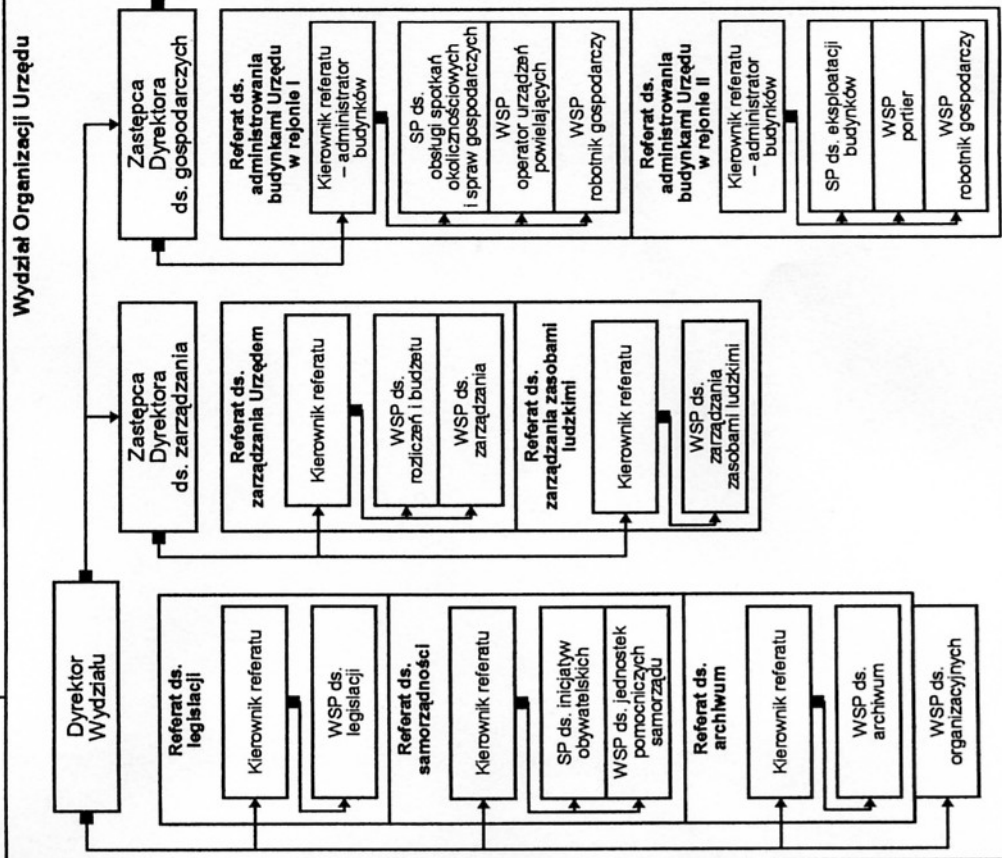 Wydział Organizacji Urzędu
Dyrektor
Wydziału
Referat ds.
legislacji
Kierownik referatu
WSP ds.
legislacji
Referat ds.
samorządności
Kierownik referatu
SP ds. inicjatyw
obywatelskich
WSP ds. jednostek
pomocniczych
samorządu
Referat ds.
archiwum
Kierownik referatu
WSP ds.
archiwum
WSP ds.
organizacyjnych
Zastępca
Dyrektora
ds. zarządzania
Referat ds.
zarządzania Urzędem
Kierownik referatu
WSP ds.
rozliczeń i budżetu
WSP ds.
zarządzania
Referat ds.
zarządzania zasobami
ludzkimi
Kierownik referatu
WSP ds.
zarządzania
zasobami ludzkimi
Zastępca
Dyrektora
ds. gospodarczych
Referat ds.
administrowania
budynkami Urzędu
w rejonie I
Kierownik referatu
– administrator
budynków
SP ds.
obsługi spotkań
okolicznościowych
i spraw gospodarczych
WSP
operator urządzeń
powielających
WSP
robotnik gospodarczy
Referat ds.
administrowania
budynkami Urzędu
w rejonie II
Kierownik referatu
– administrator
budynków
SP ds. eksploatacji
budynków
WSP
portier
WSP
robotnik gospodarczy